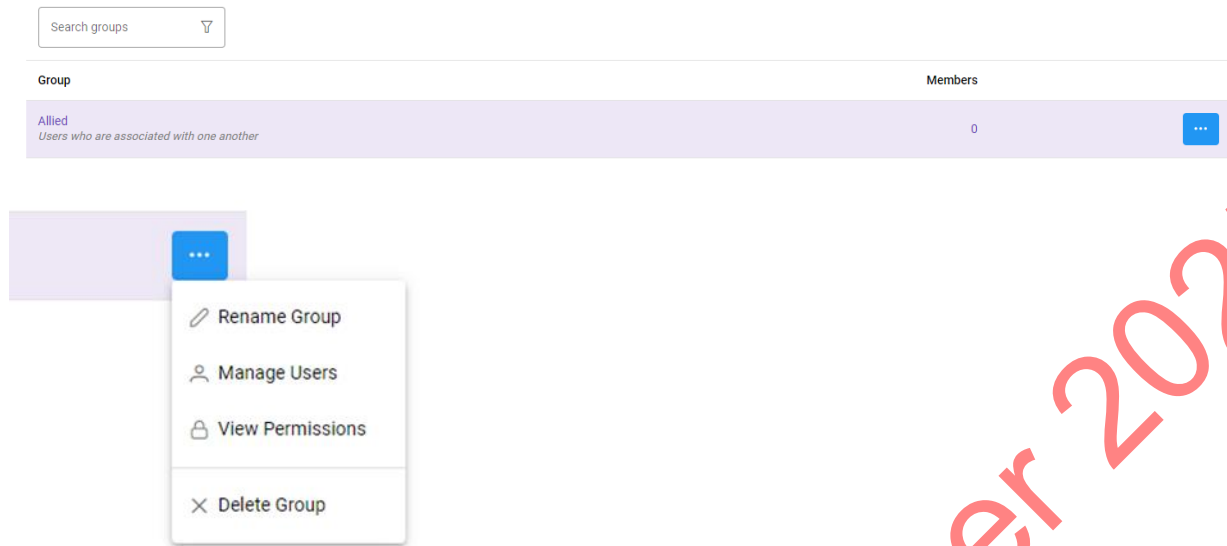 Search groups
Group Members
Allied
Users who are associated with one another
0
Rename Group
Manage Users
View Permissions
Delete Group